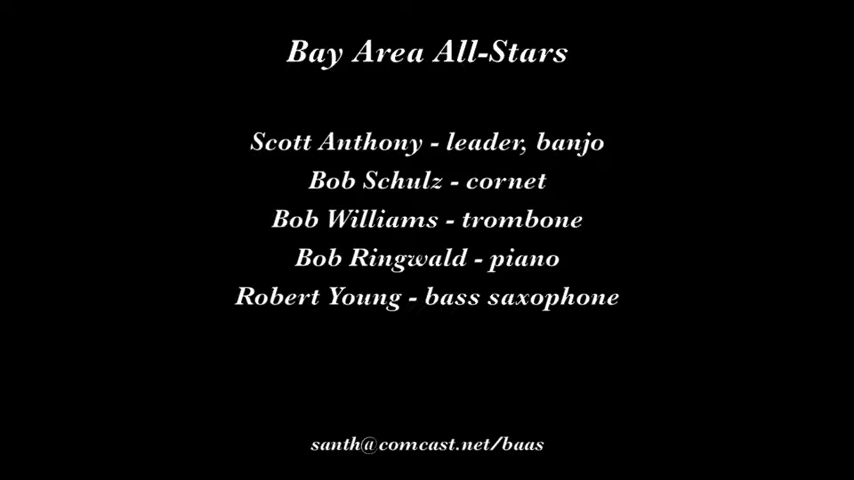 Bay Area All-Stars
Scott Anthony - leader, banjo
Bob Schulz - cornet
Bob Williams - trombone
Bob Ringwald - piano
Robert Young - bass saxophone
santh@comcast.net/baas